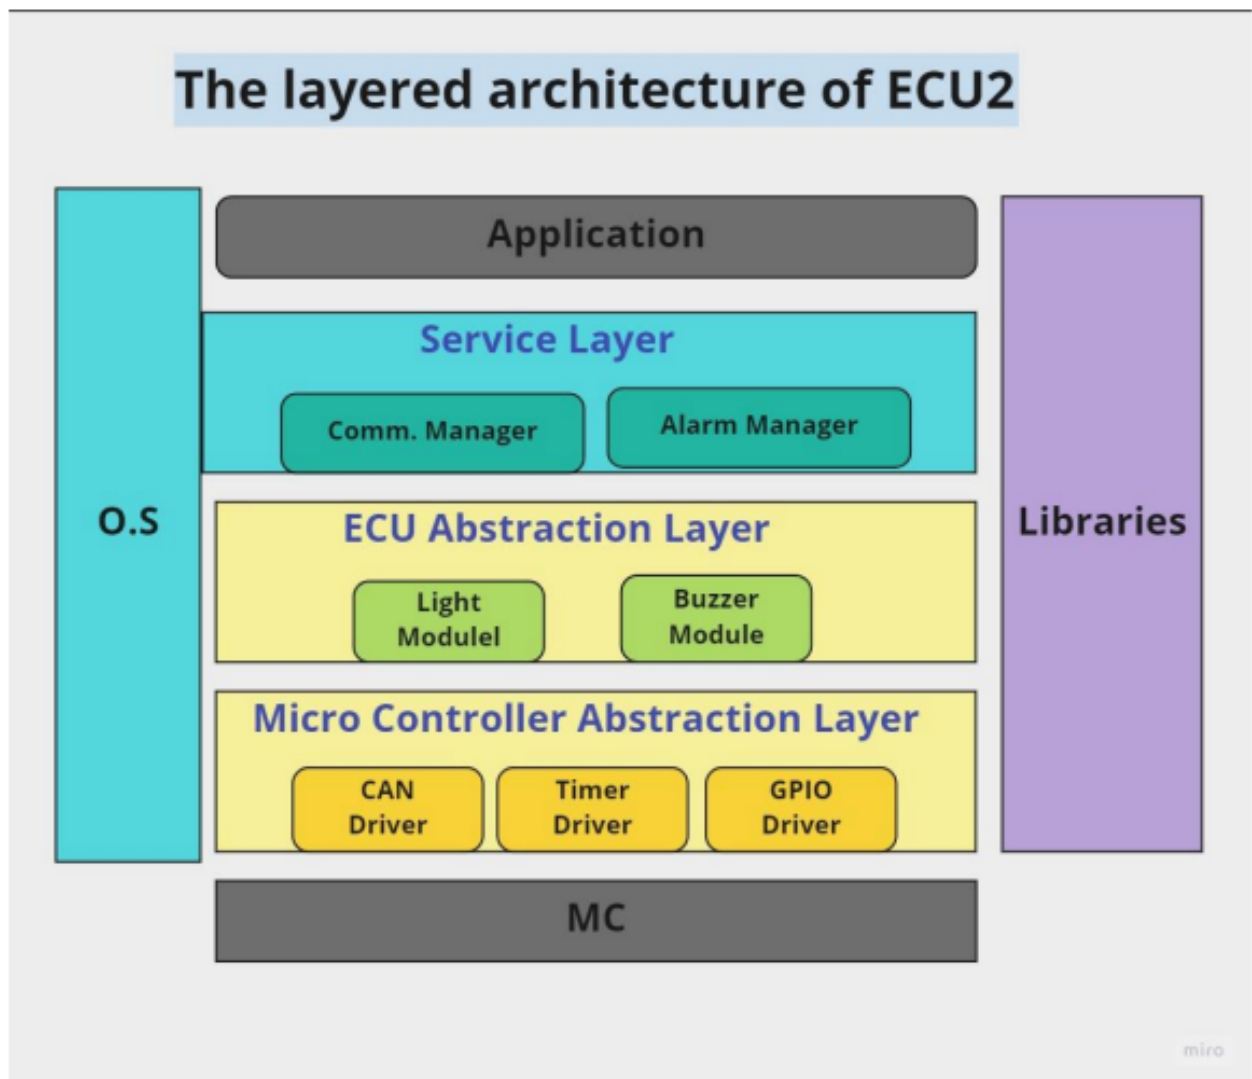 The layered architecture of ECU2
Application
Service Layer
Comm. Manager
Alarm Manager
O.S
Libraries
ECU Abstraction Layer
Light
Modulel
Buzzer
Module
Micro Controller Abstraction Layer
CAN
Driver
Timer
Driver
GPIO
Driver
MC
miro